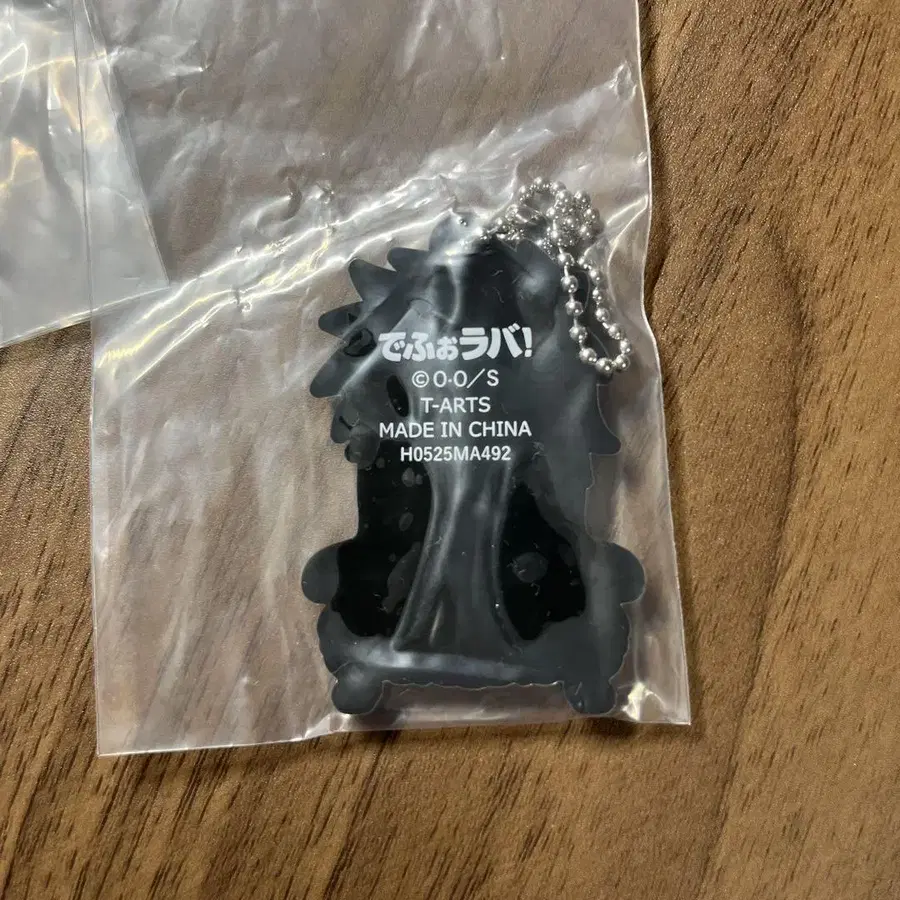 でふぉラバ!
©O·O/S
T-ARTS
MADE IN CHINA
H0525MA492